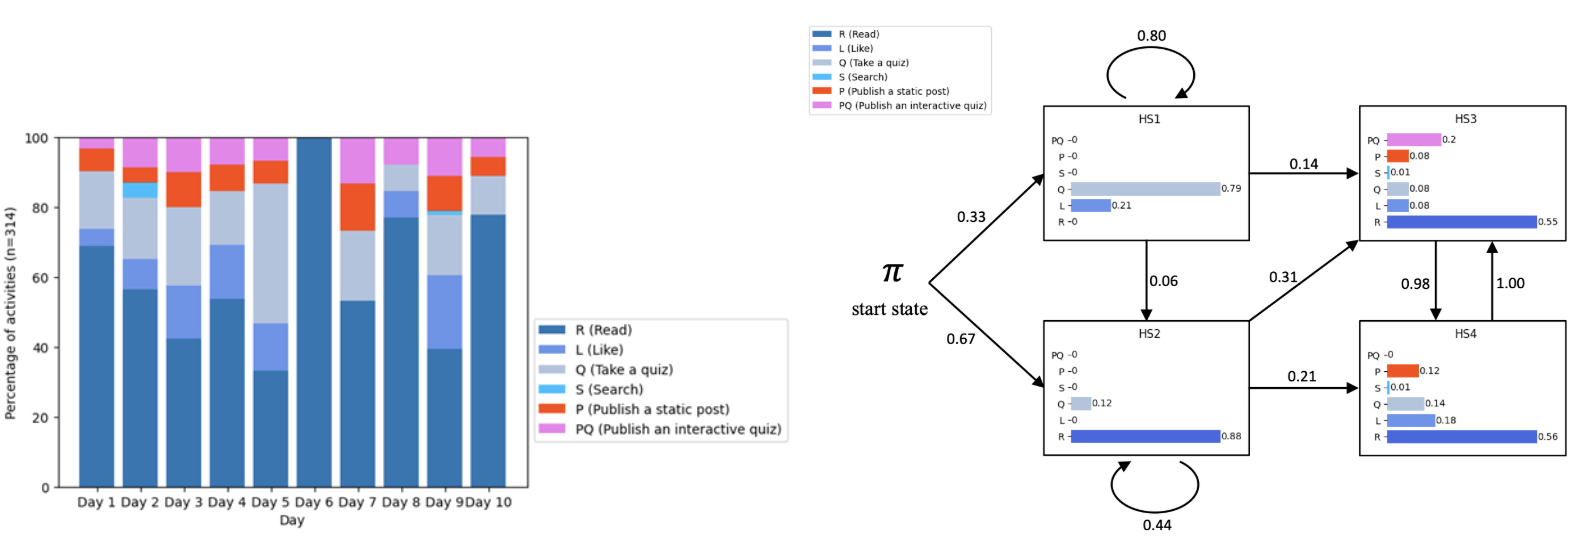 100
80
60
40
20
0
Percentage of activities (n=314)
Day 1 Day 2 Day 3 Day 4 Day 5 Day 6 Day 7 Day 8 Day 9 Day 10
Day
R (Read)
L (Like)
Q (Take a quiz)
S (Search)
P (Publish a static post)
PQ (Publish an interactive quiz)
R (Read)
L (Like)
Q (Take a quiz)
S (Search)
P (Publish a static post)
PQ (Publish an interactive quiz)
π
start state
0.33
0.67
0.80
HS1
PQ 0
P 0
S 0
Q 0.79
L 0.21
R 0
0.14
0.06
HS2
PQ 0
P 0
S 0
Q 0.12
L 0
R 0.88
0.44
0.31
0.21
HS3
PQ 0.2
P 0.08
S 0.01
Q 0.08
L 0.08
R 0.55
0.98
1.00
HS4
PQ 0
P 0.12
S 0.01
Q 0.14
L 0.18
R 0.56